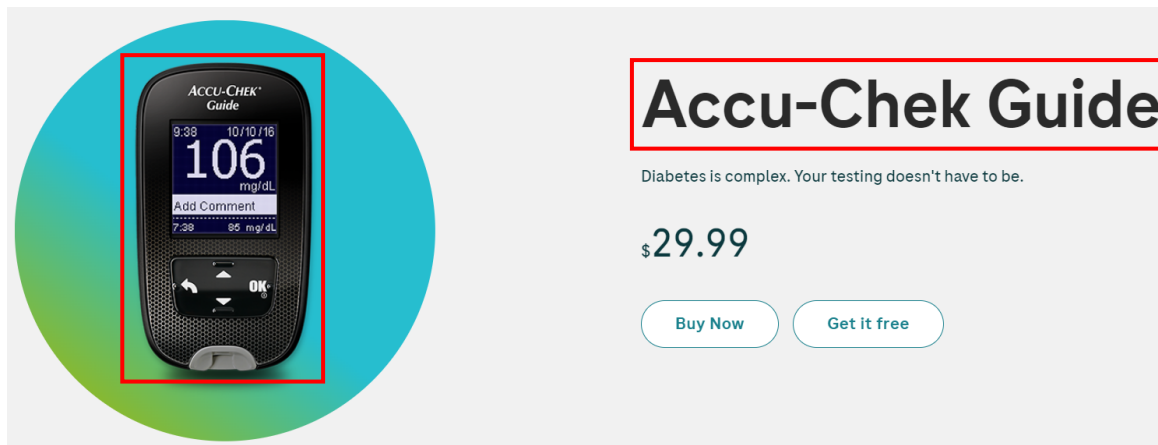 ACCU-CHEK
Guide
9:38 10/10/16
106
mg/dL
Add Comment
7:38 85 mg/dL
OK
Accu-Chek Guide
Diabetes is complex. Your testing doesn't have to be.
$29.99
Buy Now Get it free